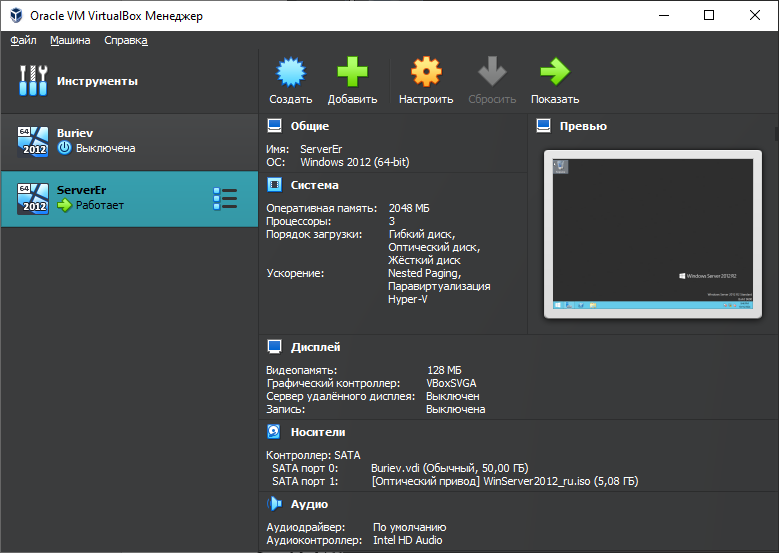 Oracle VM VirtualBox Менеджер
Файл Машина Справка
Инструменты
Создать Добавить Настроить Сбросить Показать
64 2012 Buriev
Выключена
64 2012 ServerEr
Работает
Общие
Имя: ServerEr
ОС: Windows 2012 (64-bit)
Превью
Windows Server 2012 R2
Система
Оперативная память: 2048 МБ
Процессоры: 3
Порядок загрузки: Гибкий диск,
Оптический диск,
Жёсткий диск
Ускорение: Nested Paging,
Паравиртуализация
Hyper-V
Дисплей
Видеопамять: 128 МБ
Графический контроллер: VBoxSVGA
Сервер удалённого дисплея: Выключен
Запись: Выключена
Носители
Контроллер: SATA
SATA порт 0: Buriev.vdi (Обычный, 50,00 ГБ)
SATA порт 1: [Оптический привод] WinServer2012_ru.iso (5,08 ГБ)
Аудио
Аудиодрайвер: По умолчанию
Аудиоконтроллер: Intel HD Audio